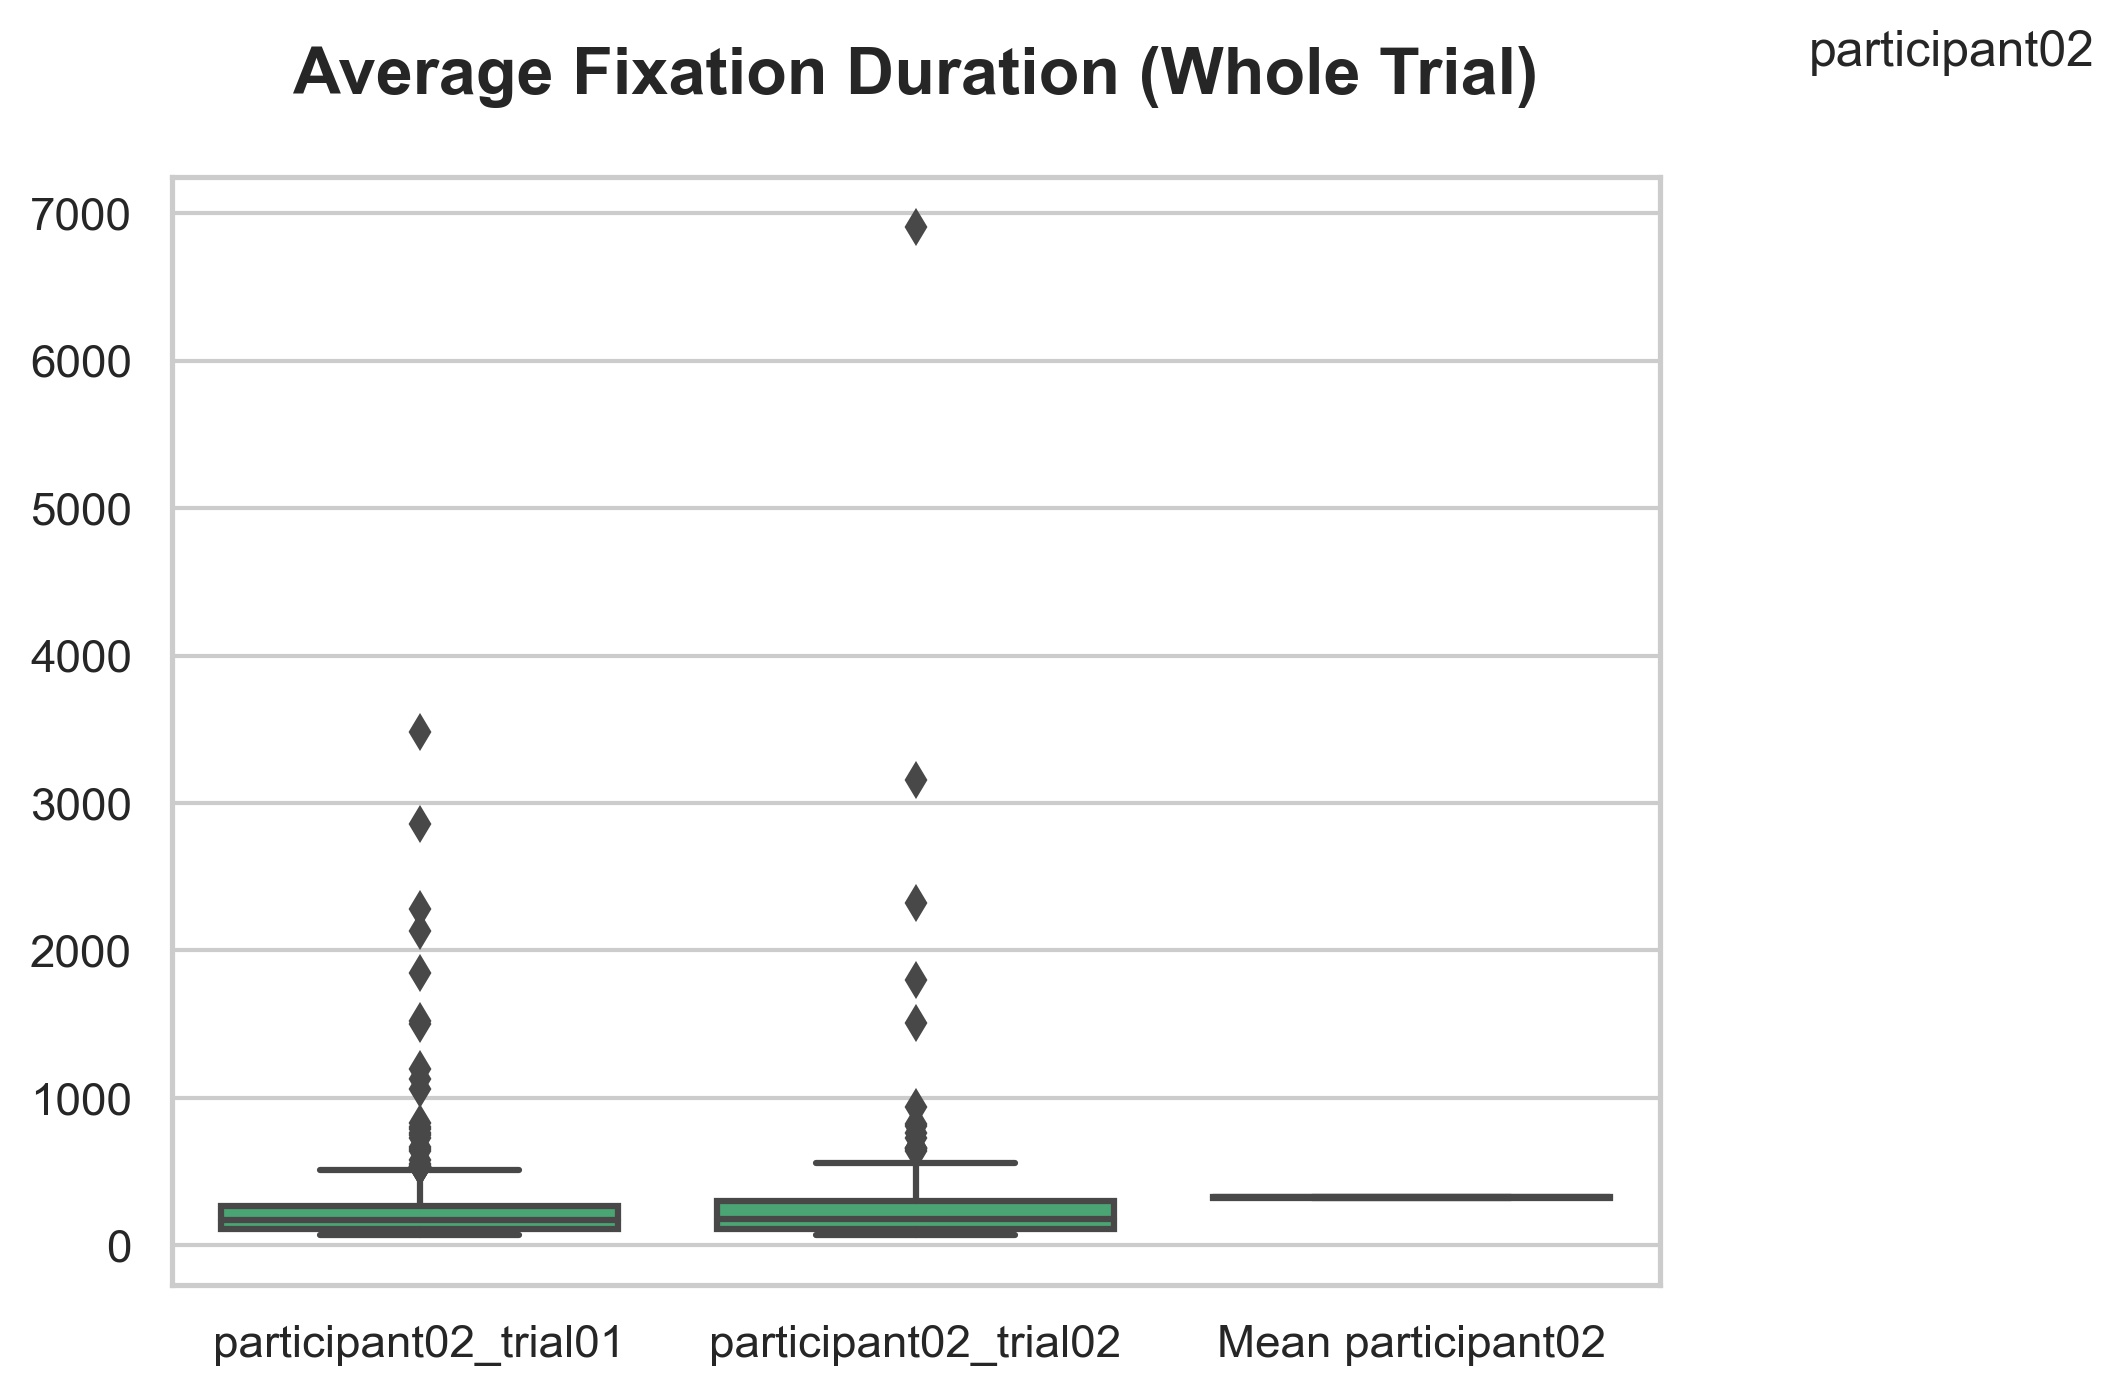 participant02
Average Fixation Duration (Whole Trial)
7000
6000
5000
4000
3000
2000
1000
0
participant02_trial01
participant02_trial02
Mean participant02